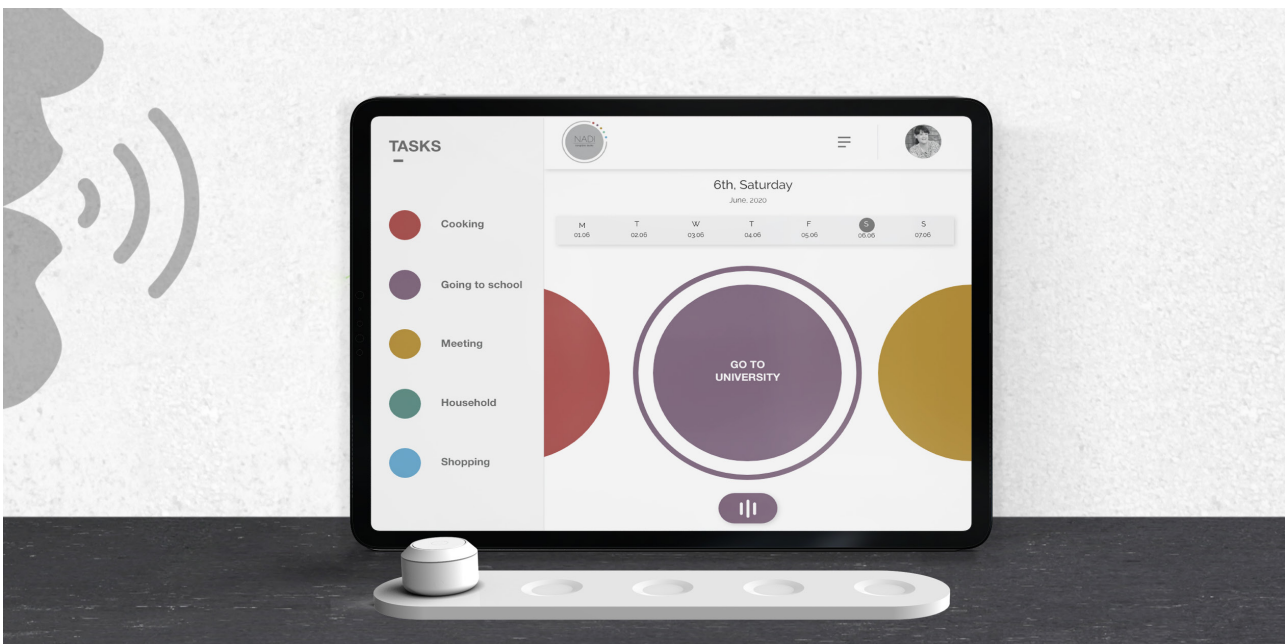 TASKS
Cooking
Going to school
Meeting
Household
Shopping
NADI
6th, Saturday
June, 2020
M T W T F S S
01.06 02.06 03.06 04.06 05.06 06.06 07.06
GO TO
UNIVERSITY